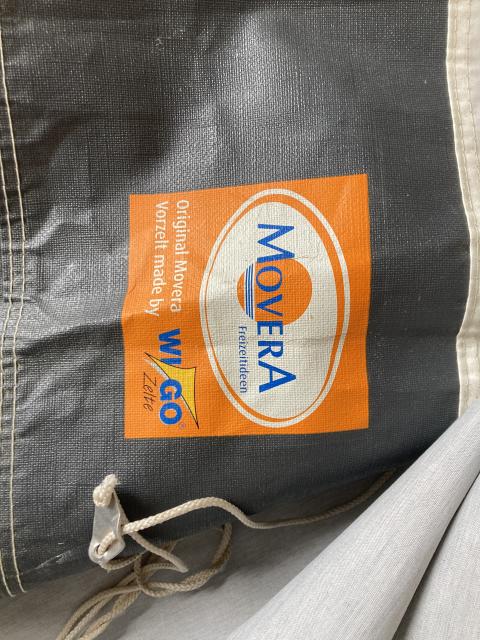 MOVERA
Freizeitideen
Original Movera
Vorzelt made by
WIGO®
Zelte